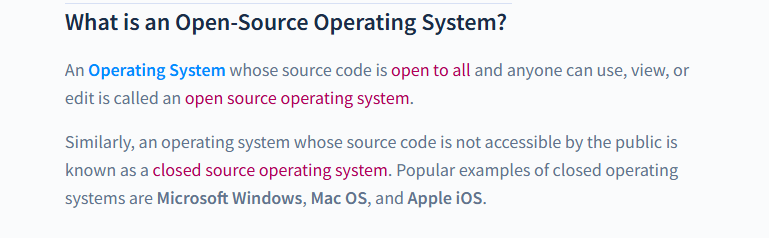 What is an Open-Source Operating System?
An Operating System whose source code is open to all and anyone can use, view, or
edit is called an open source operating system.
Similarly, an operating system whose source code is not accessible by the public is
known as a closed source operating system. Popular examples of closed operating
systems are Microsoft Windows, Mac OS, and Apple iOS.